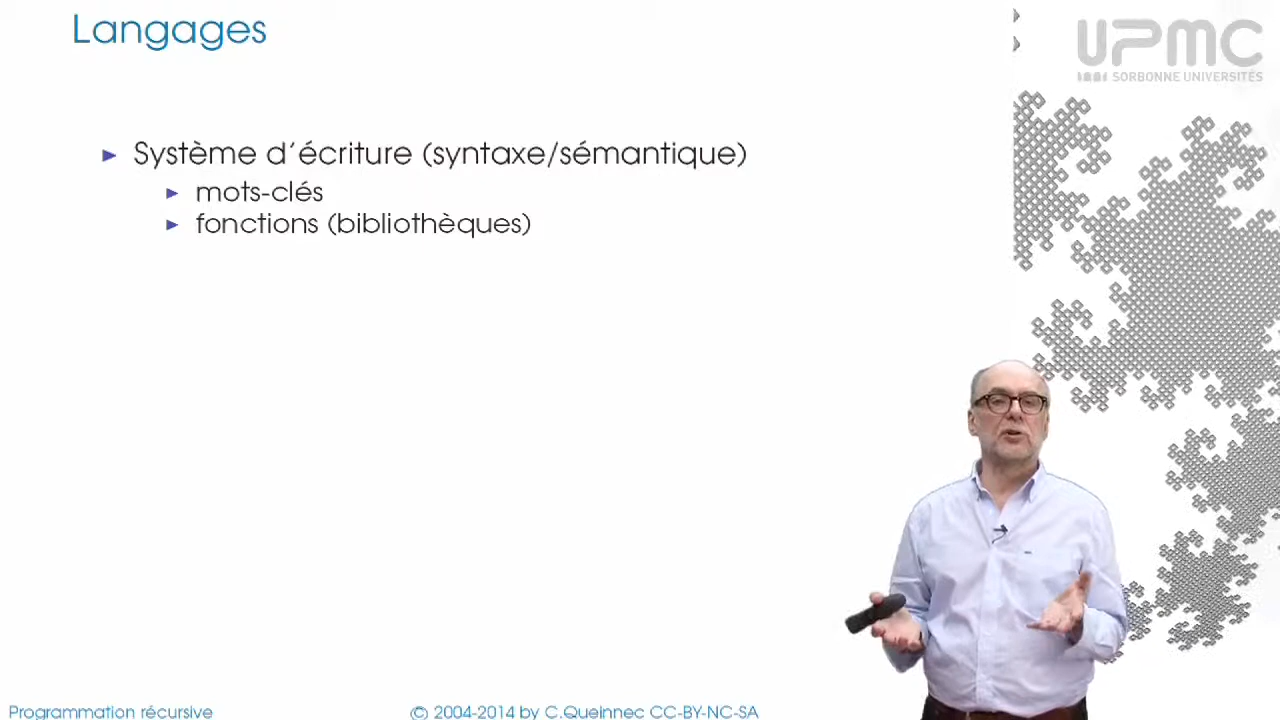 Langages
UPMC
SORBONNE UNIVERSITÉS
► Système d'écriture (syntaxe/sémantique)
► mots-clés
► fonctions (bibliothèques)
Programmation récursive
© 2004-2014 by C.Queinnec CC-BY-NC-SA